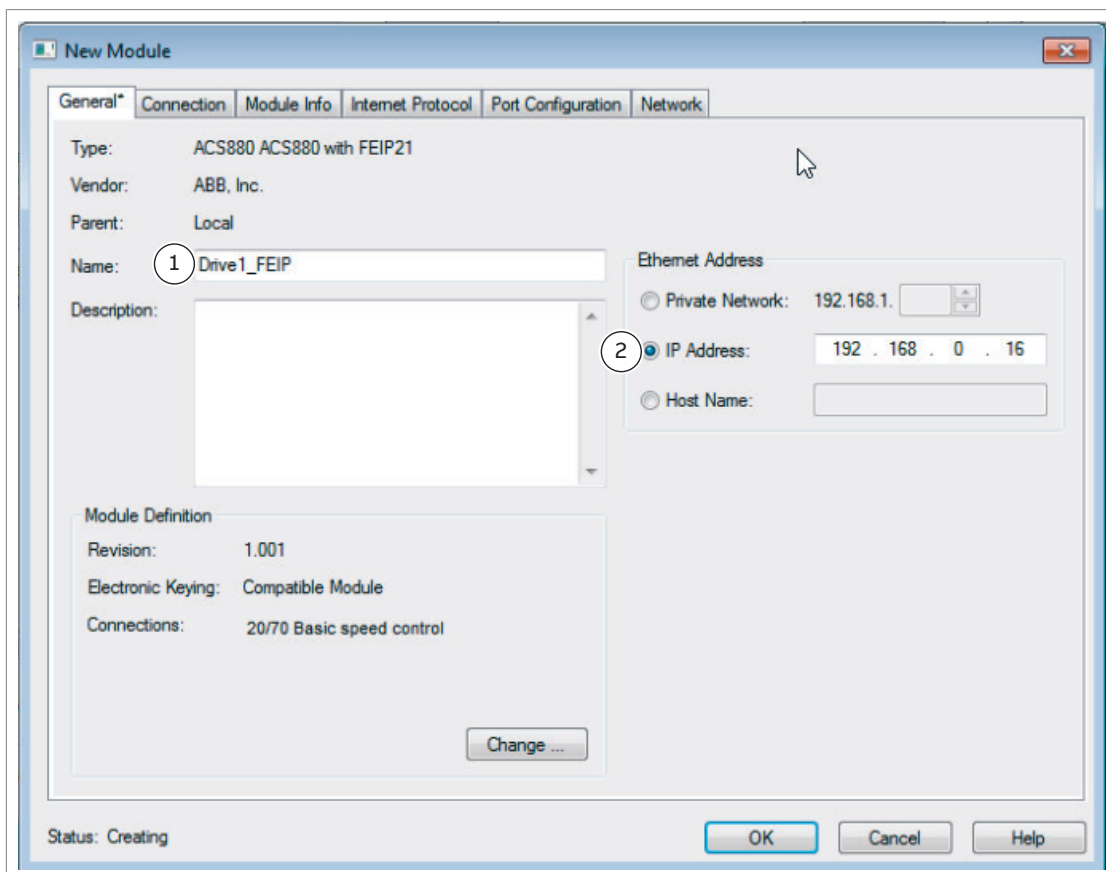 New Module
General* Connection Module Info Internet Protocol Port Configuration Network
Type: ACS880 ACS880 with FEIP21
Vendor: ABB, Inc.
Parent: Local
Name: 1 Drive1_FEIP
Description:
Ethernet Address
Private Network: 192.168.1.
2 IP Address: 192 . 168 . 0 . 16
Host Name:
Module Definition
Revision: 1.001
Electronic Keying: Compatible Module
Connections: 20/70 Basic speed control
Change ...
Status: Creating
OK Cancel Help